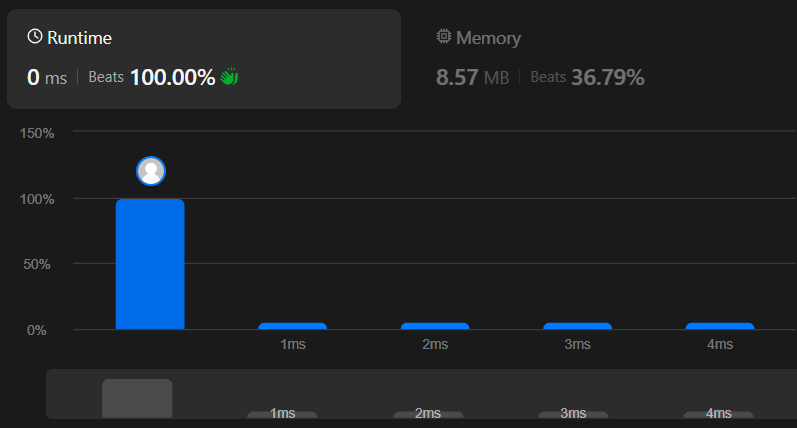 Runtime
0 ms Beats 100.00%
Memory
8.57 MB Beats 36.79%
150%
100%
50%
0%
1ms 2ms 3ms 4ms
1ms 2ms 3ms 4ms